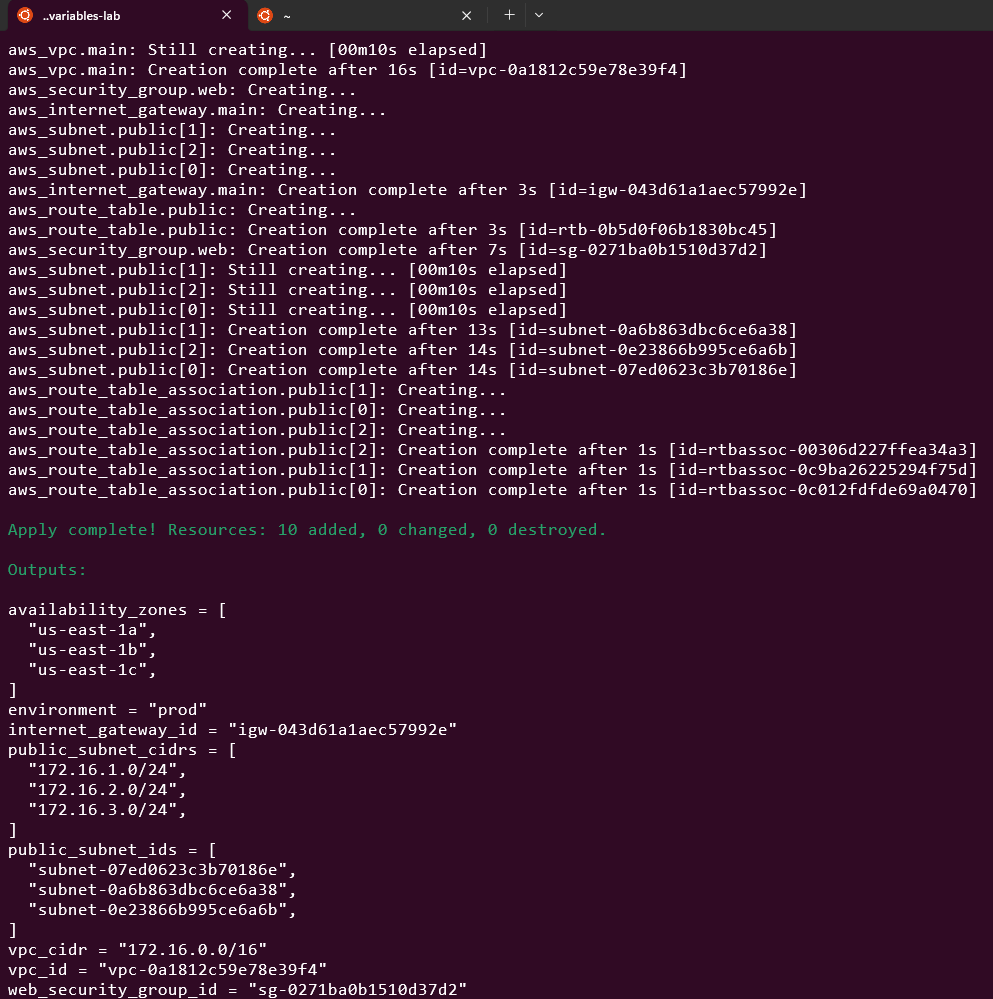 ..variables-lab
~
aws_vpc.main: Still creating... [00m10s elapsed]
aws_vpc.main: Creation complete after 16s [id=vpc-0a1812c59e78e39f4]
aws_security_group.web: Creating...
aws_internet_gateway.main: Creating...
aws_subnet.public[1]: Creating...
aws_subnet.public[2]: Creating...
aws_subnet.public[0]: Creating...
aws_internet_gateway.main: Creation complete after 3s [id=igw-043d61a1aec57992e]
aws_route_table.public: Creating...
aws_route_table.public: Creation complete after 3s [id=rtb-0b5d0f06b1830bc45]
aws_security_group.web: Creation complete after 7s [id=sg-0271ba0b1510d37d2]
aws_subnet.public[1]: Still creating... [00m10s elapsed]
aws_subnet.public[2]: Still creating... [00m10s elapsed]
aws_subnet.public[0]: Still creating... [00m10s elapsed]
aws_subnet.public[1]: Creation complete after 13s [id=subnet-0a6b863dbc6ce6a38]
aws_subnet.public[2]: Creation complete after 14s [id=subnet-0e23866b995ce6a6b]
aws_subnet.public[0]: Creation complete after 14s [id=subnet-07ed0623c3b70186e]
aws_route_table_association.public[1]: Creating...
aws_route_table_association.public[0]: Creating...
aws_route_table_association.public[2]: Creating...
aws_route_table_association.public[2]: Creation complete after 1s [id=rtbassoc-00306d227ffea34a3]
aws_route_table_association.public[1]: Creation complete after 1s [id=rtbassoc-0c9ba26225294f75d]
aws_route_table_association.public[0]: Creation complete after 1s [id=rtbassoc-0c012fdfde69a0470]
Apply complete! Resources: 10 added, 0 changed, 0 destroyed.
Outputs:
availability_zones = [
  "us-east-1a",
  "us-east-1b",
  "us-east-1c",
]
environment = "prod"
internet_gateway_id = "igw-043d61a1aec57992e"
public_subnet_cidrs = [
  "172.16.1.0/24",
  "172.16.2.0/24",
  "172.16.3.0/24",
]
public_subnet_ids = [
  "subnet-07ed0623c3b70186e",
  "subnet-0a6b863dbc6ce6a38",
  "subnet-0e23866b995ce6a6b",
]
vpc_cidr = "172.16.0.0/16"
vpc_id = "vpc-0a1812c59e78e39f4"
web_security_group_id = "sg-0271ba0b1510d37d2"